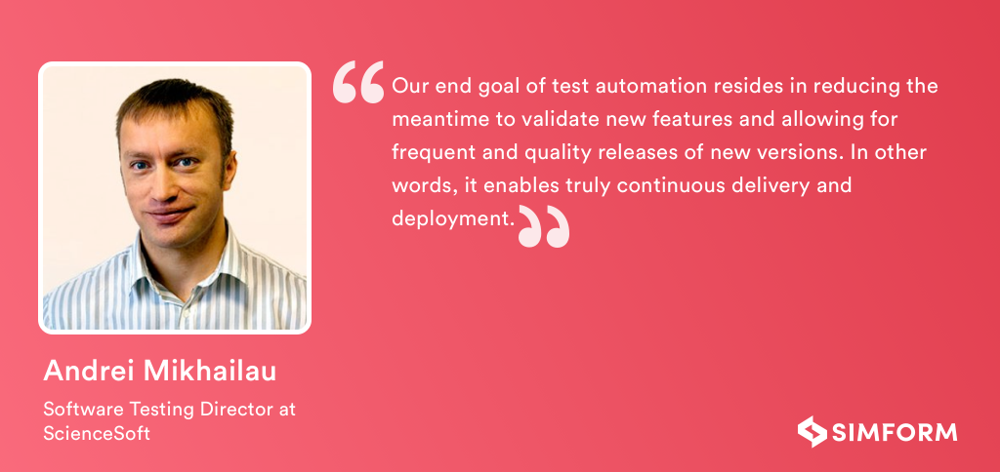 Our end goal of test automation resides in reducing the
meantime to validate new features and allowing for
frequent and quality releases of new versions. In other
words, it enables truly continuous delivery and
deployment.
Andrei Mikhailau
Software Testing Director at
ScienceSoft
SIMFORM